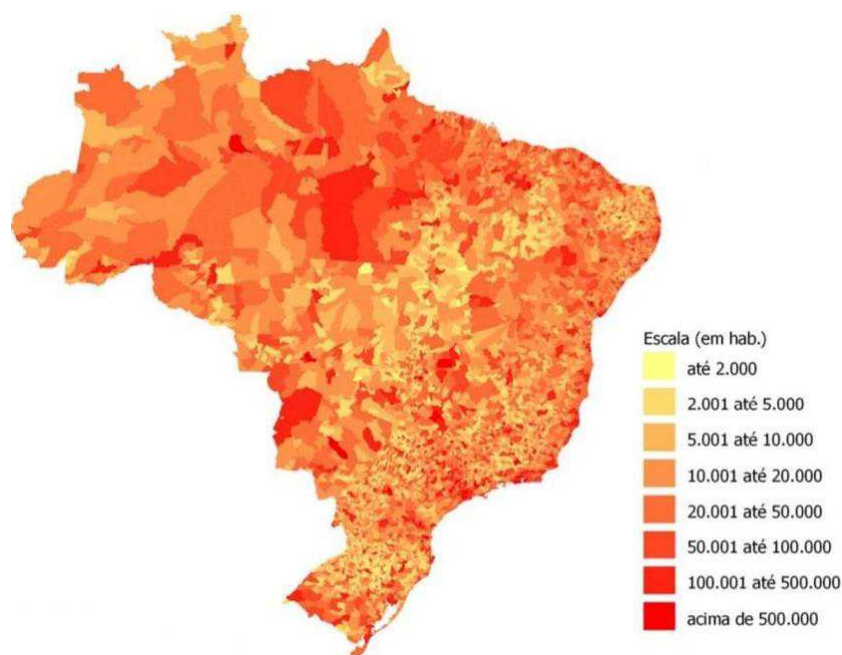 Escala (em hab.)
até 2.000
2.001 até 5.000
5.001 até 10.000
10.001 até 20.000
20.001 até 50.000
50.001 até 100.000
100.001 até 500.000
acima de 500.000